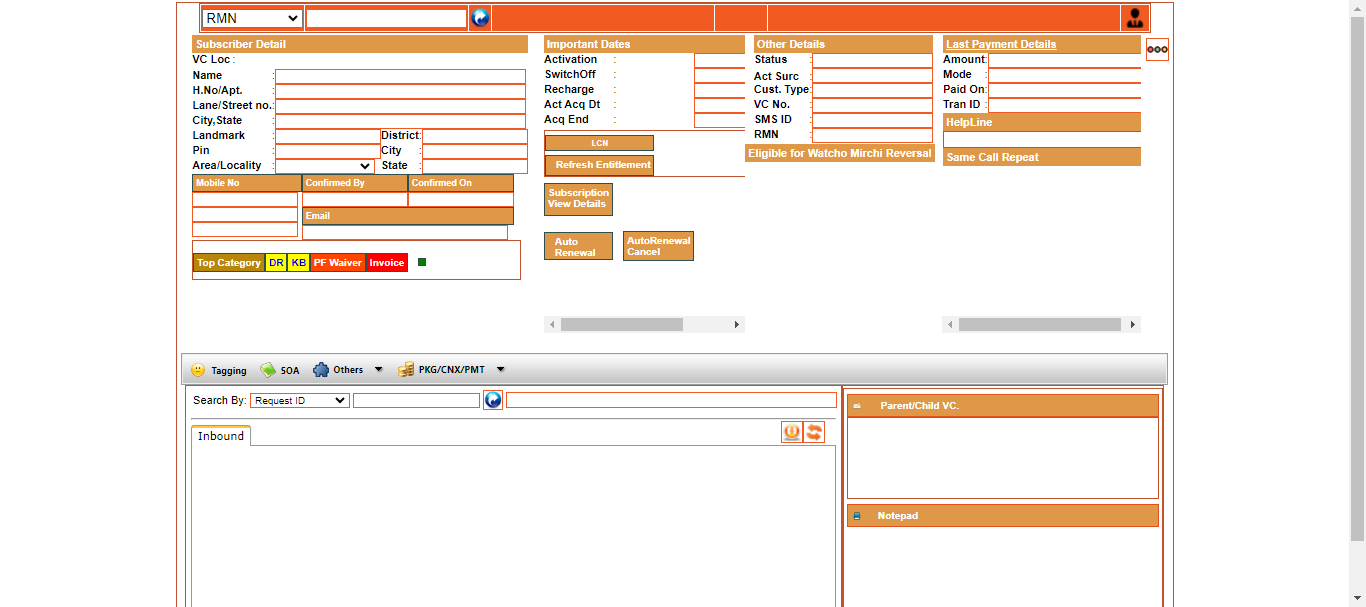 RMN
Subscriber Detail
VC Loc :
Name :
H.No/Apt. :
Lane/Street no.:
City,State :
Landmark : District:
Pin : City :
Area/Locality : State :
Mobile No Confirmed By Confirmed On
Email
Top Category DR KB PF Waiver Invoice
Important Dates
Activation :
SwitchOff :
Recharge :
Act Acq Dt :
Acq End :
LCN
Refresh Entitlement
Subscription
View Details
Auto
Renewal
AutoRenewal
Cancel
Other Details
Status :
Act Surc :
Cust. Type:
VC No. :
SMS ID :
RMN :
Eligible for Watcho Mirchi Reversal
Last Payment Details
Amount:
Mode :
Paid On:
Tran ID :
HelpLine
Same Call Repeat
Tagging SOA Others PKG/CNX/PMT
Search By: Request ID
Inbound
Parent/Child VC.
Notepad